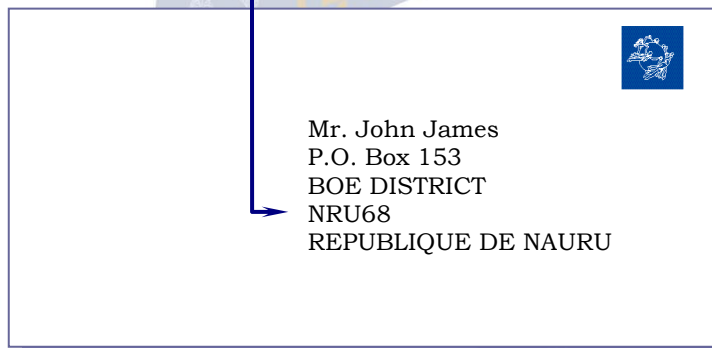 Mr. John James
P.O. Box 153
BOE DISTRICT
NRU68
REPUBLIQUE DE NAURU